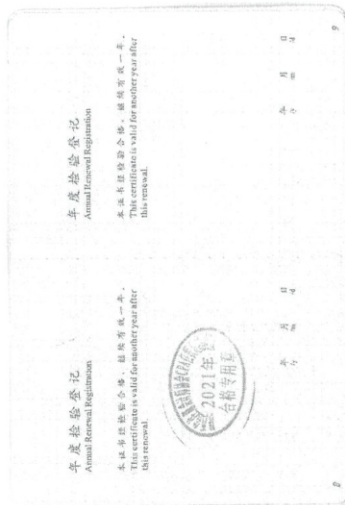 年度检验登记
Annual Renewal Registration
本证书经检验合格，继续有效一年。
This certificate is valid for another year after
this renewal.
2021年
合格专用章
年 月 日
/y /m /d
年度检验登记
Annual Renewal Registration
本证书经检验合格，继续有效一年。
This certificate is valid for another year after
this renewal.
年 月 日
/y /m /d
9